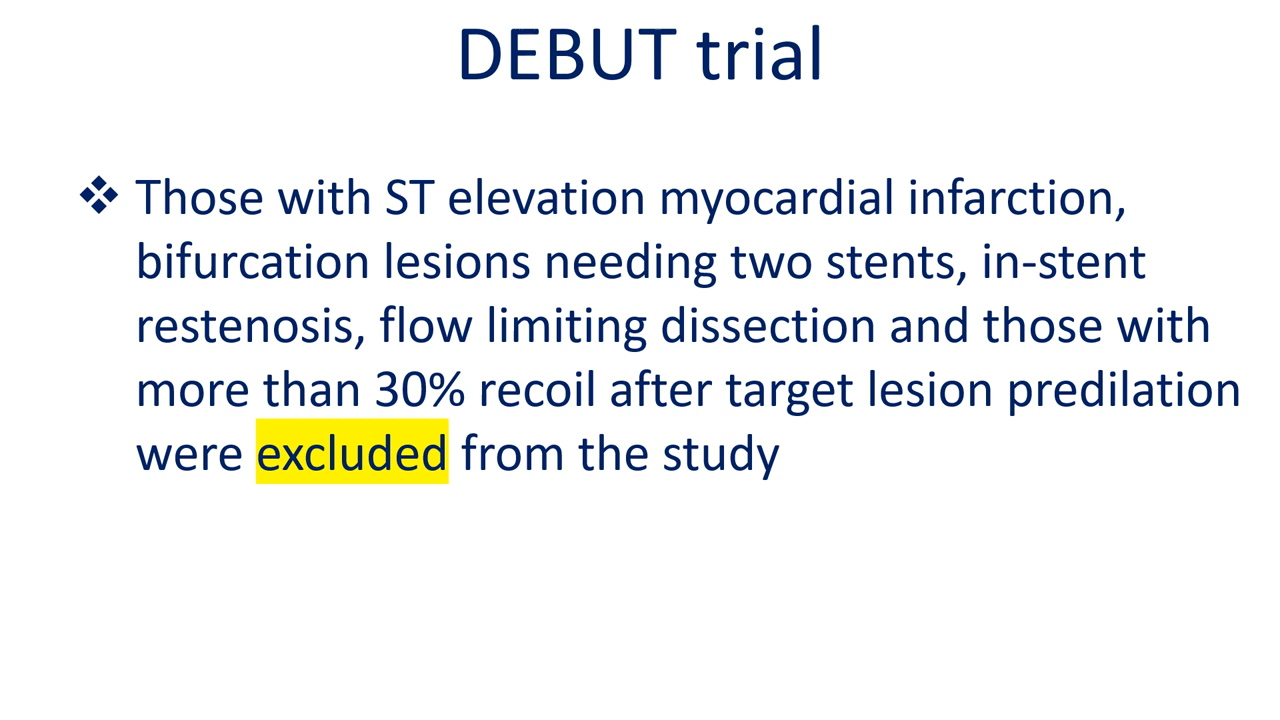 DEBUT trial
❖ Those with ST elevation myocardial infarction,
bifurcation lesions needing two stents, in-stent
restenosis, flow limiting dissection and those with
more than 30% recoil after target lesion predilation
were excluded from the study